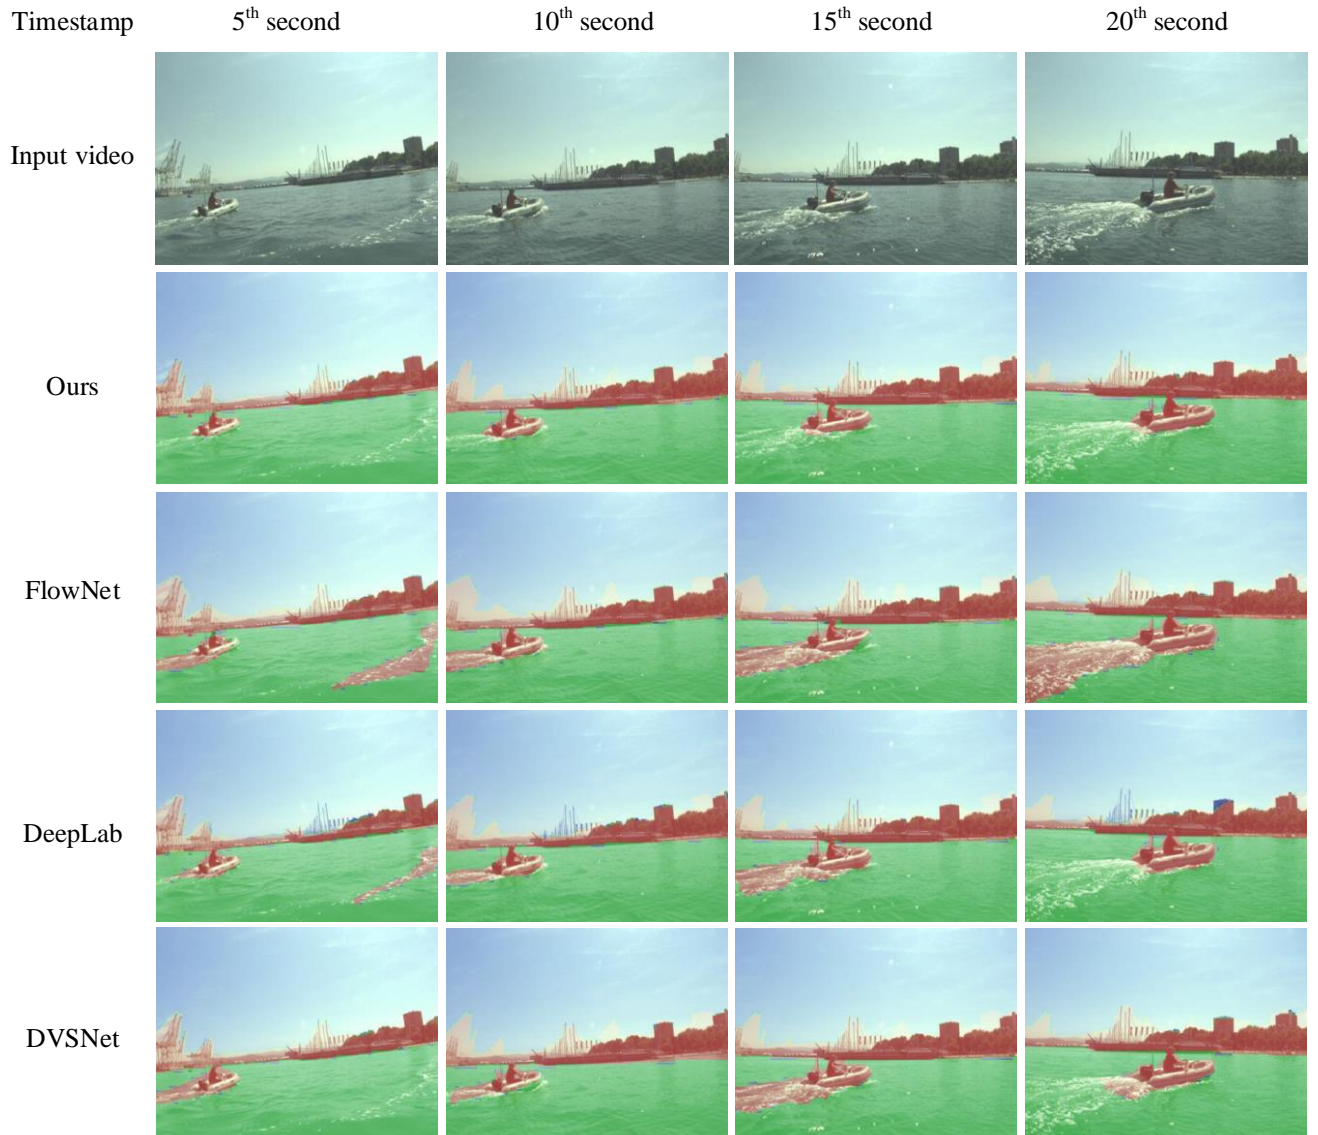 Timestamp 5th second 10th second 15th second 20th second
Input video
Ours
FlowNet
DeepLab
DVSNet